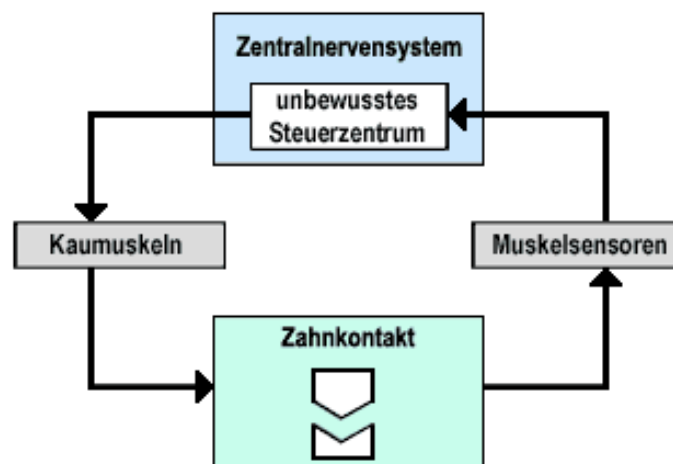 Zentralnervensystem
unbewusstes
Steuerzentrum
Kaumuskeln
Muskelsensoren
Zahnkontakt